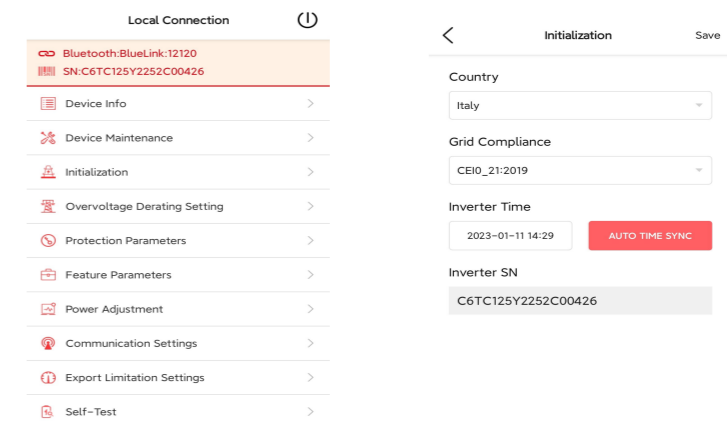 Local Connection
Bluetooth:BlueLink:12120
SN:C6TC125Y2252C00426
Device Info
Device Maintenance
Initialization
Overvoltage Derating Setting
Protection Parameters
Feature Parameters
Power Adjustment
Communication Settings
Export Limitation Settings
Self-Test
Initialization
Save
Country
Italy
Grid Compliance
CEI0_21:2019
Inverter Time
2023-01-11 14:29
AUTO TIME SYNC
Inverter SN
C6TC125Y2252C00426